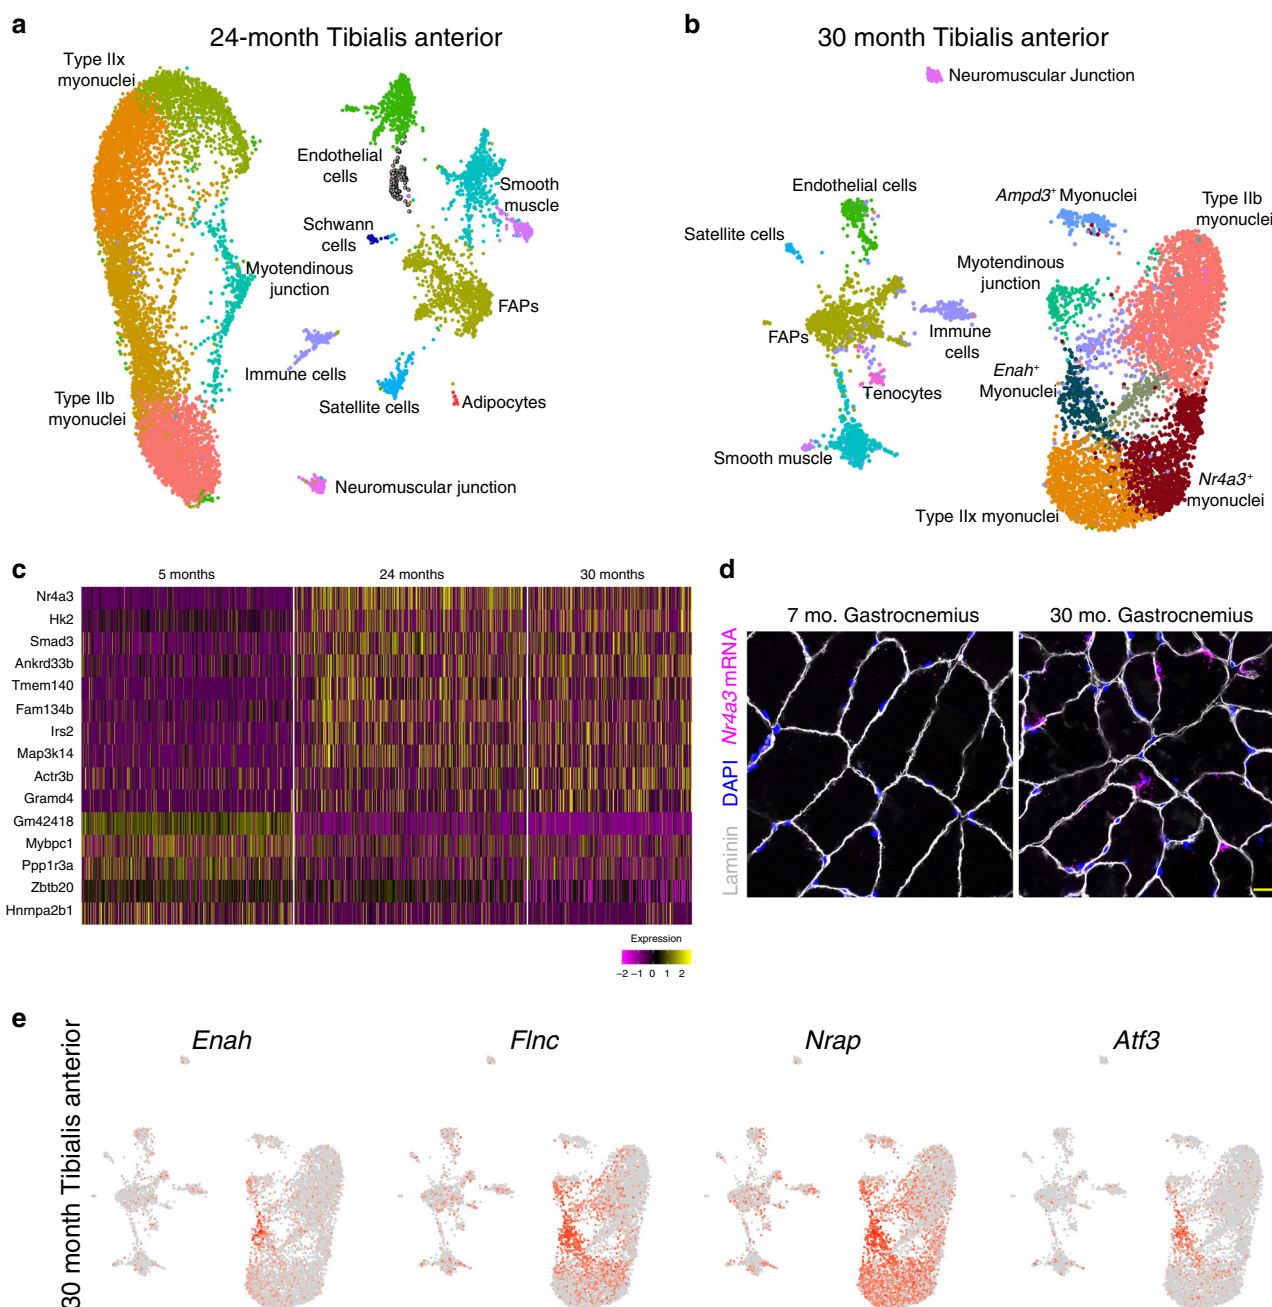 a
24-month Tibialis anterior
Type IIx
myonuclei
Endothelial
cells
Smooth
muscle
Schwann
cells
Myotendinous
junction
FAPs
Immune cells
Satellite cells
Adipocytes
Type IIb
myonuclei
Neuromuscular junction
b
30 month Tibialis anterior
Neuromuscular Junction
Endothelial cells
Ampd3+ Myonuclei
Type IIb
myonuclei
Satellite cells
Myotendinous
junction
FAPs
Immune
cells
Enah+
Myonuclei
Tenocytes
Smooth muscle
Nr4a3+
myonuclei
Type IIx myonuclei
c
5 months
24 months
30 months
Nr4a3
Hk2
Smad3
Ankrd33b
Tmem140
Fam134b
Irs2
Map3k14
Actr3b
Gramd4
Gm42418
Mybpc1
Ppp1r3a
Zbtb20
Hnrnpa2b1
Expression
−2 −1 0 1 2
d
7 mo. Gastrocnemius
30 mo. Gastrocnemius
Laminin DAPI Nr4a3 mRNA
e
30 month Tibialis anterior
Enah
Flnc
Nrap
Atf3